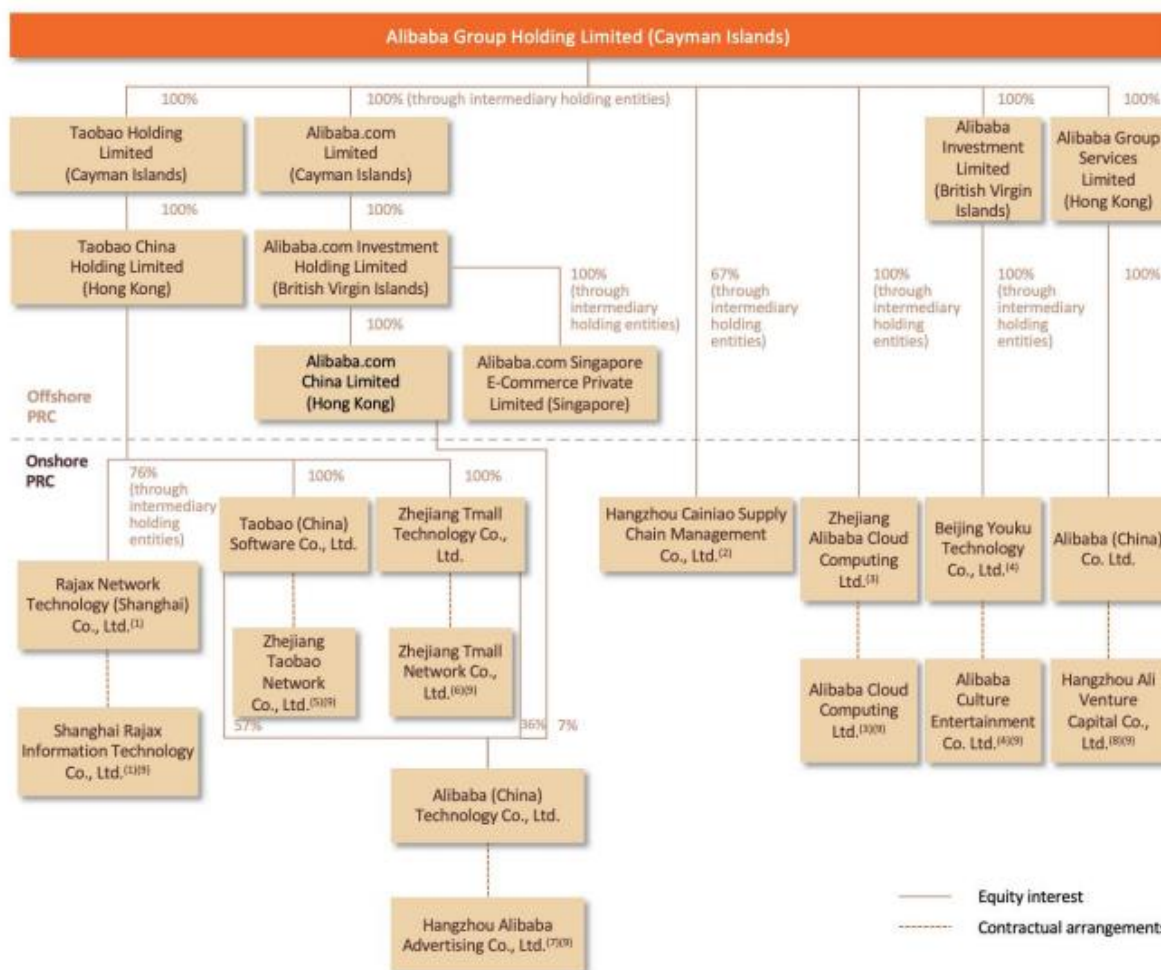 Alibaba Group Holding Limited (Cayman Islands)
100%
100% (through intermediary holding entities)
100%
100%
Taobao Holding
Limited
(Cayman Islands)
Alibaba.com
Limited
(Cayman Islands)
Alibaba
Investment
Limited
(British Virgin
Islands)
Alibaba Group
Services
Limited
(Hong Kong)
100%
100%
Taobao China
Holding Limited
(Hong Kong)
Alibaba.com Investment
Holding Limited
(British Virgin Islands)
100%
(through
intermediary
holding entities)
67%
(through
intermediary
holding
entities)
100%
(through
intermediary
holding
entities)
100%
(through
intermediary
holding
entities)
100%
100%
Alibaba.com
China Limited
(Hong Kong)
Alibaba.com Singapore
E-Commerce Private
Limited (Singapore)
Offshore
PRC
Onshore
PRC
76%
(through
intermediary
holding
entities)
100%
100%
Taobao (China)
Software Co., Ltd.
Zhejiang Tmall
Technology Co.,
Ltd.
Hangzhou Cainiao Supply
Chain Management
Co., Ltd.(2)
Zhejiang
Alibaba Cloud
Computing
Ltd.(3)
Beijing Youku
Technology
Co., Ltd.(4)
Alibaba (China)
Co. Ltd.
Rajax Network
Technology (Shanghai)
Co., Ltd.(1)
Zhejiang
Taobao
Network
Co., Ltd.(5)(9)
Zhejiang Tmall
Network Co.,
Ltd.(6)(9)
Alibaba Cloud
Computing
Ltd.(3)(9)
Alibaba
Culture
Entertainment
Co. Ltd.(4)(9)
Hangzhou Ali
Venture
Capital Co.,
Ltd.(8)(9)
Shanghai Rajax
Information Technology
Co., Ltd.(1)(9)
57%
36%
7%
Alibaba (China)
Technology Co., Ltd.
Hangzhou Alibaba
Advertising Co., Ltd.(7)(9)
Equity interest
Contractual arrangements